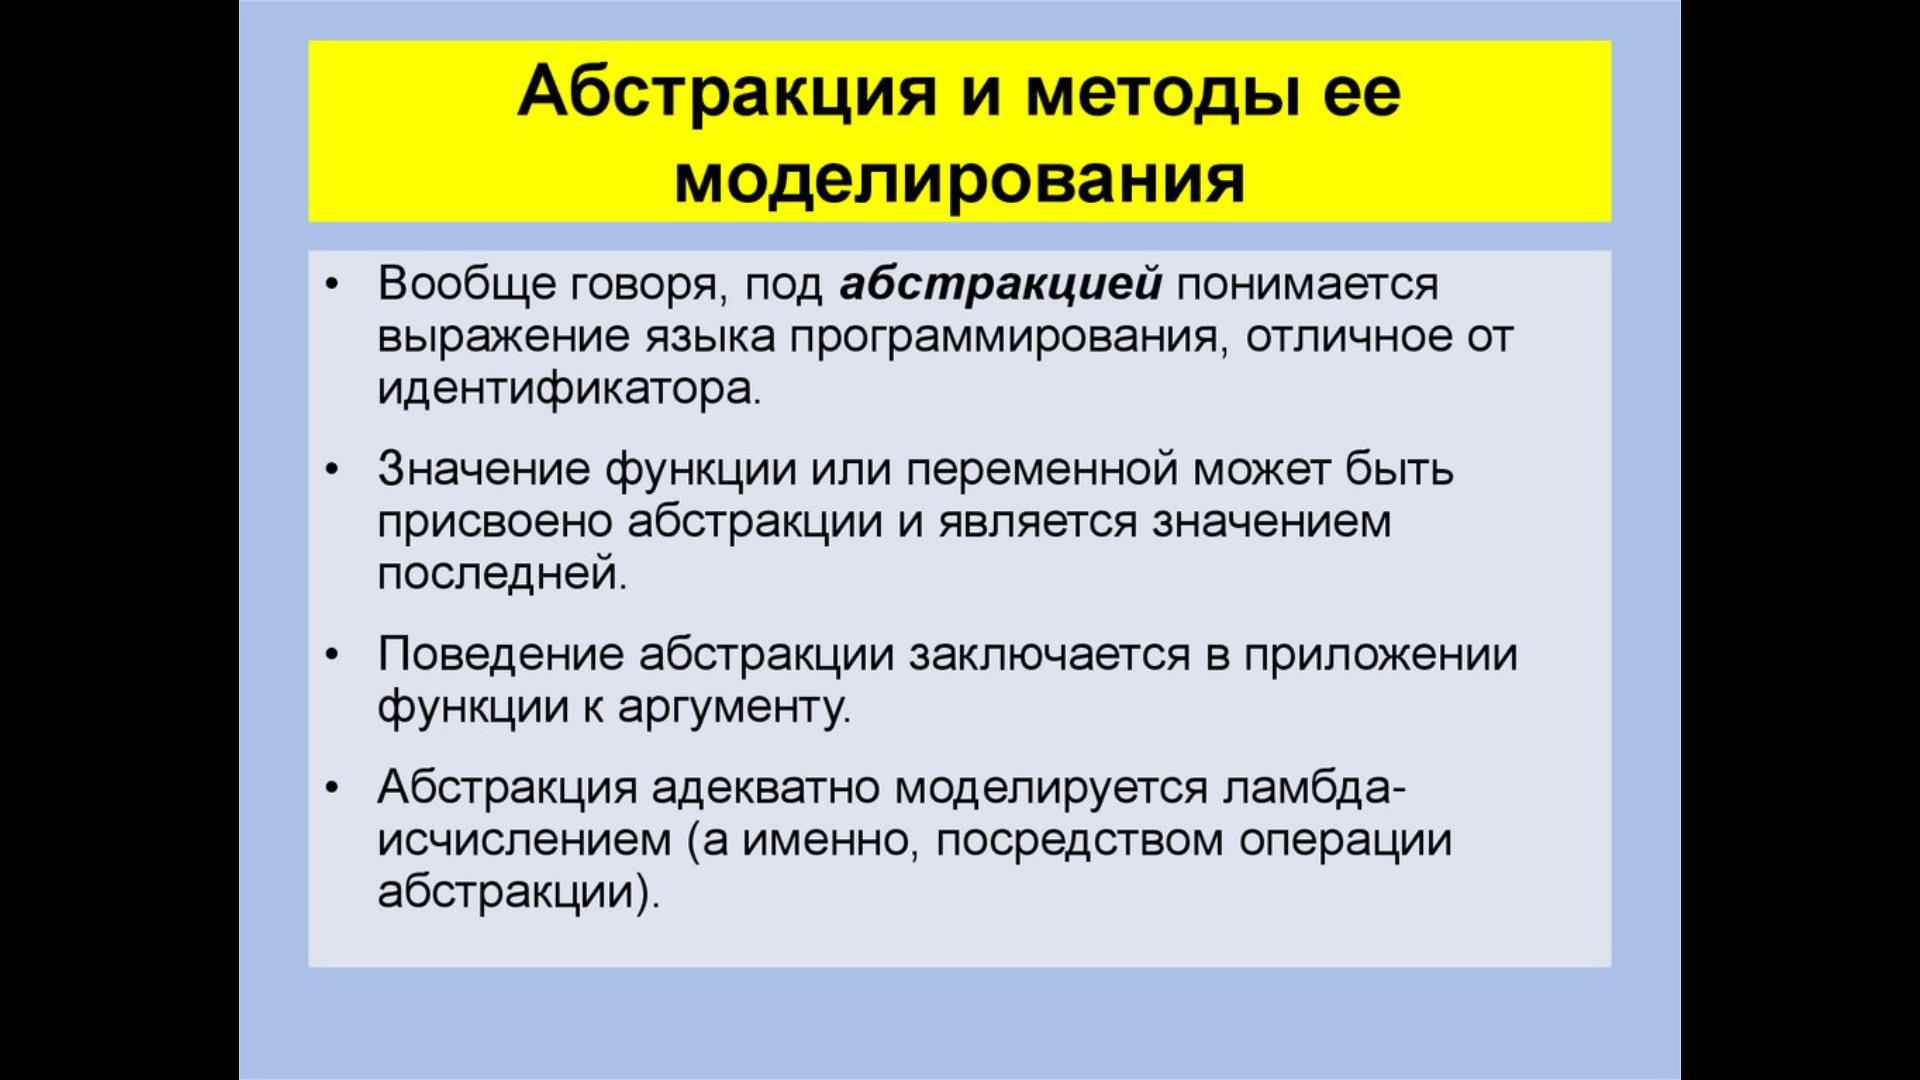 Абстракция и методы ее
моделирования
• Вообще говоря, под абстракцией понимается
выражение языка программирования, отличное от
идентификатора.
• Значение функции или переменной может быть
присвоено абстракции и является значением
последней.
• Поведение абстракции заключается в приложении
функции к аргументу.
• Абстракция адекватно моделируется ламбда-
исчислением (а именно, посредством операции
абстракции).